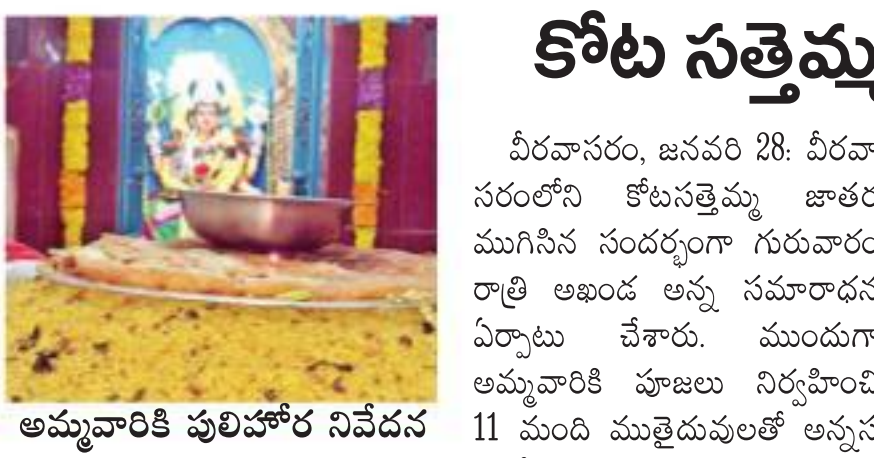 కోట సత్తెమ్మ
వీరవాసరం, జనవరి 28: వీరవా
సరంలోని కోటసత్తెమ్మ జాతర
ముగిసిన సందర్భంగా గురువారం
రాత్రి అఖండ అన్న సమారాధన
ఏర్పాటు చేశారు. ముందుగా
అమ్మవారికి పూజలు నిర్వహించి
11 మంది ముత్తైదువులతో అన్నస
అమ్మవారికి పులిహోర నివేదన